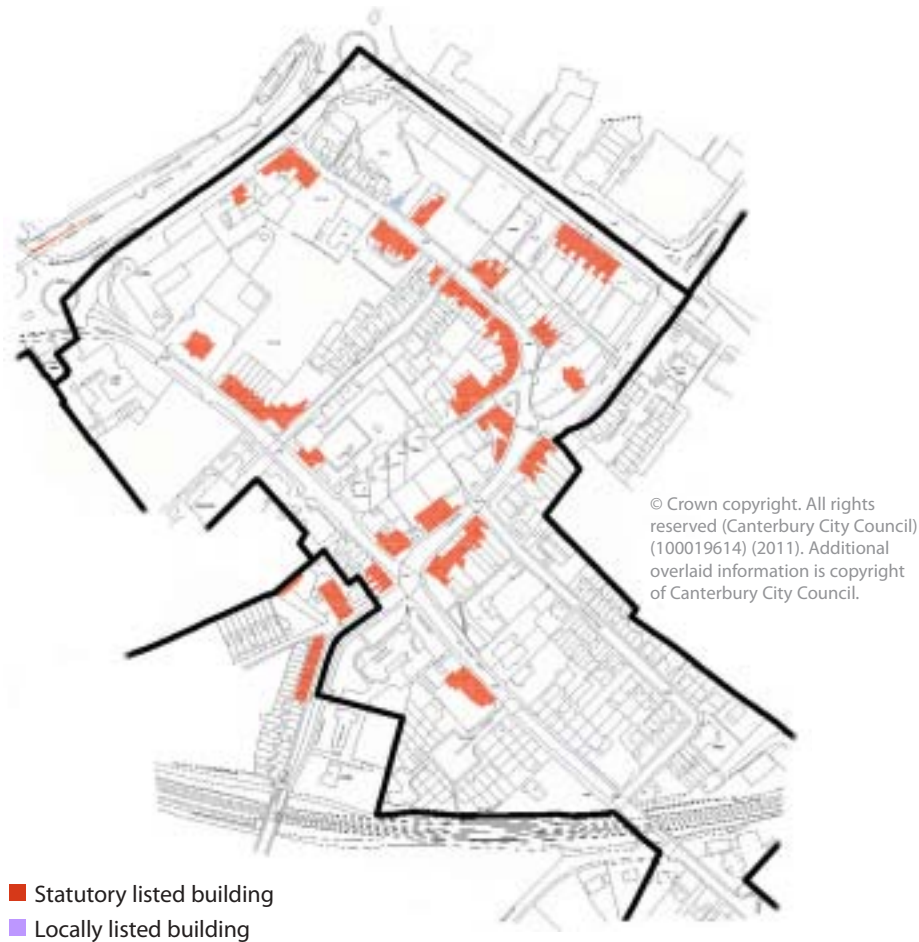 © Crown copyright. All rights
reserved (Canterbury City Council)
(100019614) (2011). Additional
overlaid information is copyright
of Canterbury City Council.
Statutory listed building
Locally listed building